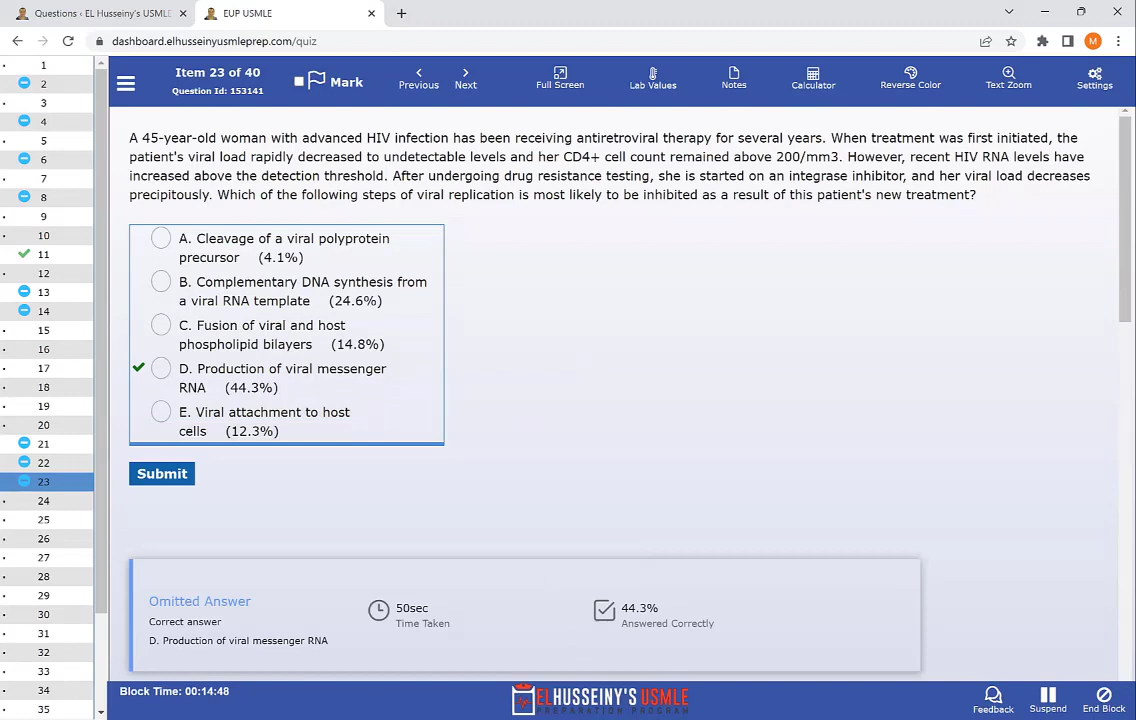 Questions ‹ EL Husseiny's USMLE
EUP USMLE
dashboard.elhusseinyusmleprep.com/quiz
M
1
2
3
4
5
6
7
8
9
10
11
12
13
14
15
16
17
18
19
20
21
22
23
24
25
26
27
28
29
30
31
32
33
34
35
Item 23 of 40
Question Id: 153141
Mark
Previous
Next
Full Screen
Lab Values
Notes
Calculator
Reverse Color
Text Zoom
Settings
A 45-year-old woman with advanced HIV infection has been receiving antiretroviral therapy for several years. When treatment was first initiated, the
patient's viral load rapidly decreased to undetectable levels and her CD4+ cell count remained above 200/mm3. However, recent HIV RNA levels have
increased above the detection threshold. After undergoing drug resistance testing, she is started on an integrase inhibitor, and her viral load decreases
precipitously. Which of the following steps of viral replication is most likely to be inhibited as a result of this patient's new treatment?
A. Cleavage of a viral polyprotein
precursor (4.1%)
B. Complementary DNA synthesis from
a viral RNA template (24.6%)
C. Fusion of viral and host
phospholipid bilayers (14.8%)
D. Production of viral messenger
RNA (44.3%)
E. Viral attachment to host
cells (12.3%)
Submit
Omitted Answer
Correct answer
D. Production of viral messenger RNA
50sec
Time Taken
44.3%
Answered Correctly
Block Time: 00:14:48
ELHUSSEINY'S USMLE
PREPARATION PROGRAM
Feedback
Suspend
End Block